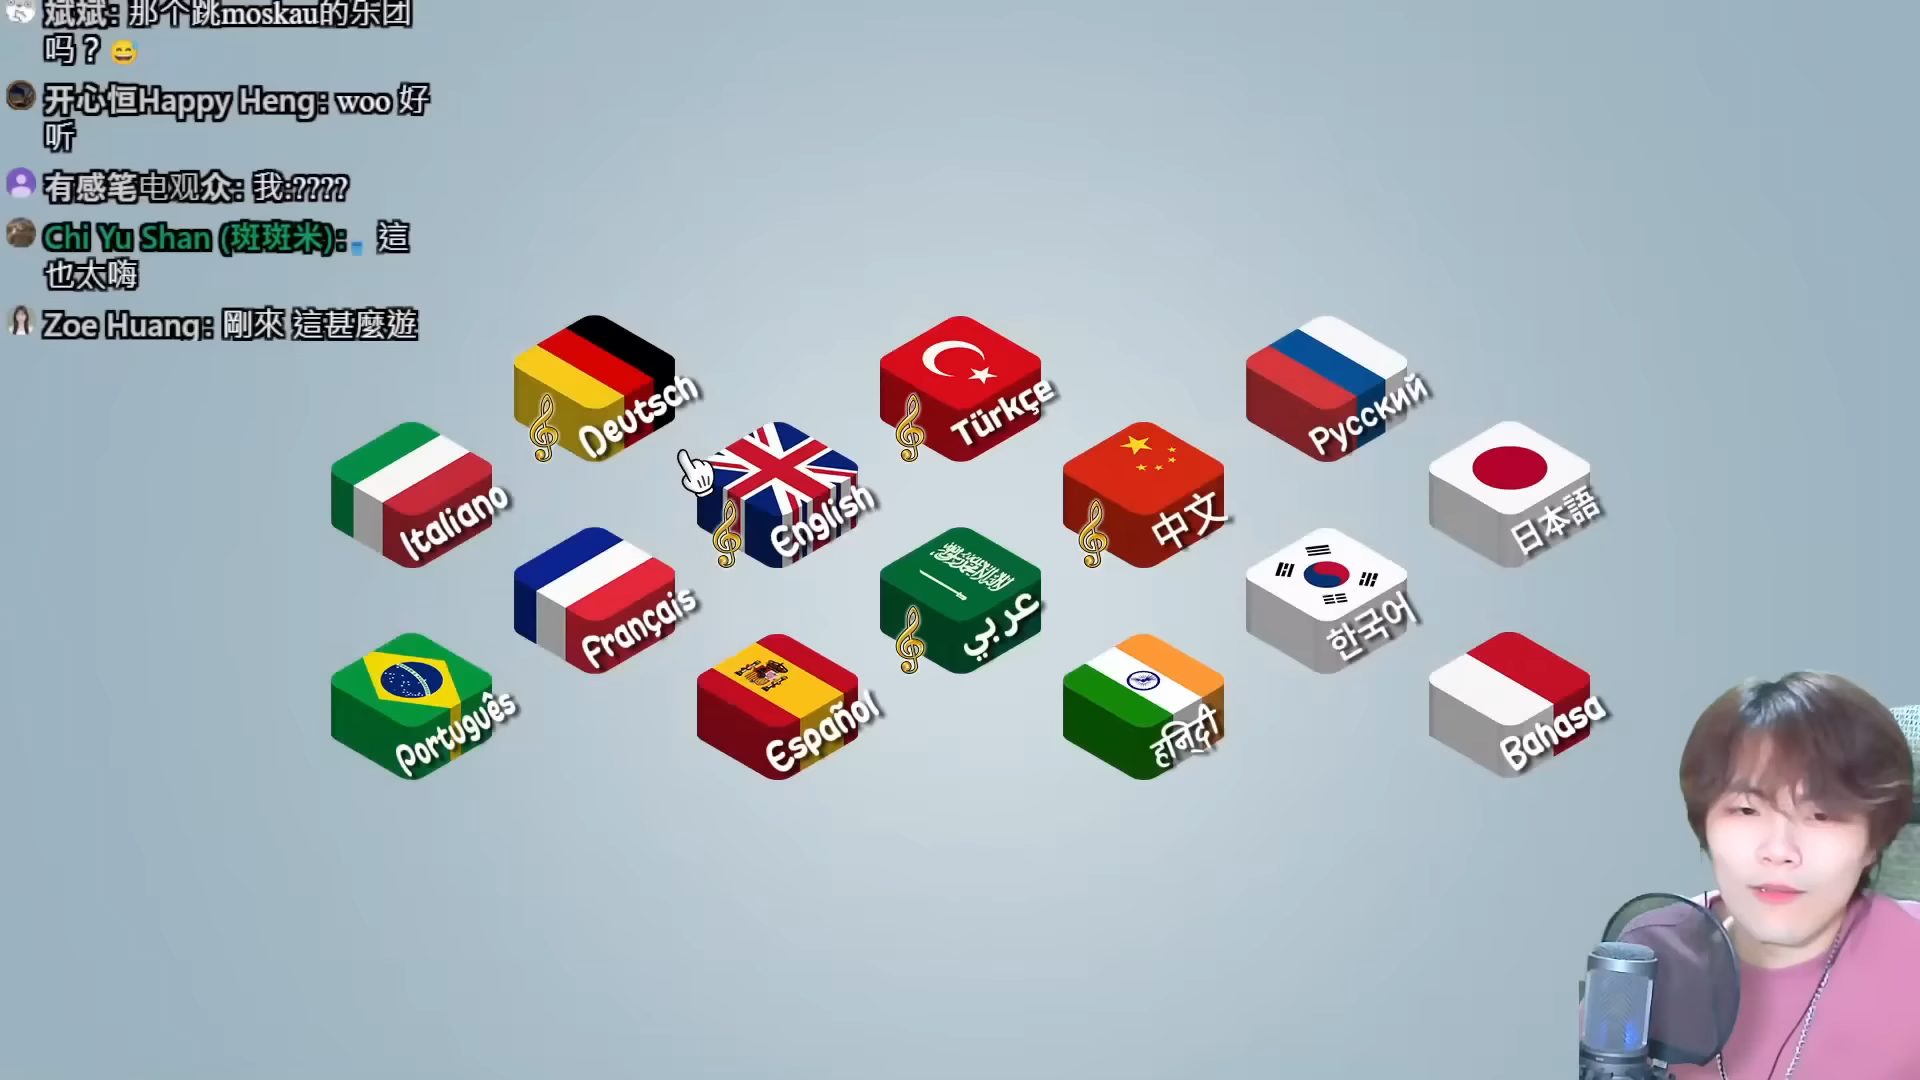 斌斌: 那个跳moskau的乐团
吗？😅
开心恒Happy Heng: woo 好
听
有感笔电观众: 我:????
Chi Yu Shan (斑斑米): 這
也太嗨
Zoe Huang: 剛來 這甚麼遊
Deutsch
Türkçe
Русский
Italiano
English
中文
日本語
Français
عربي
한국어
Português
Español
हिन्दी
Bahasa